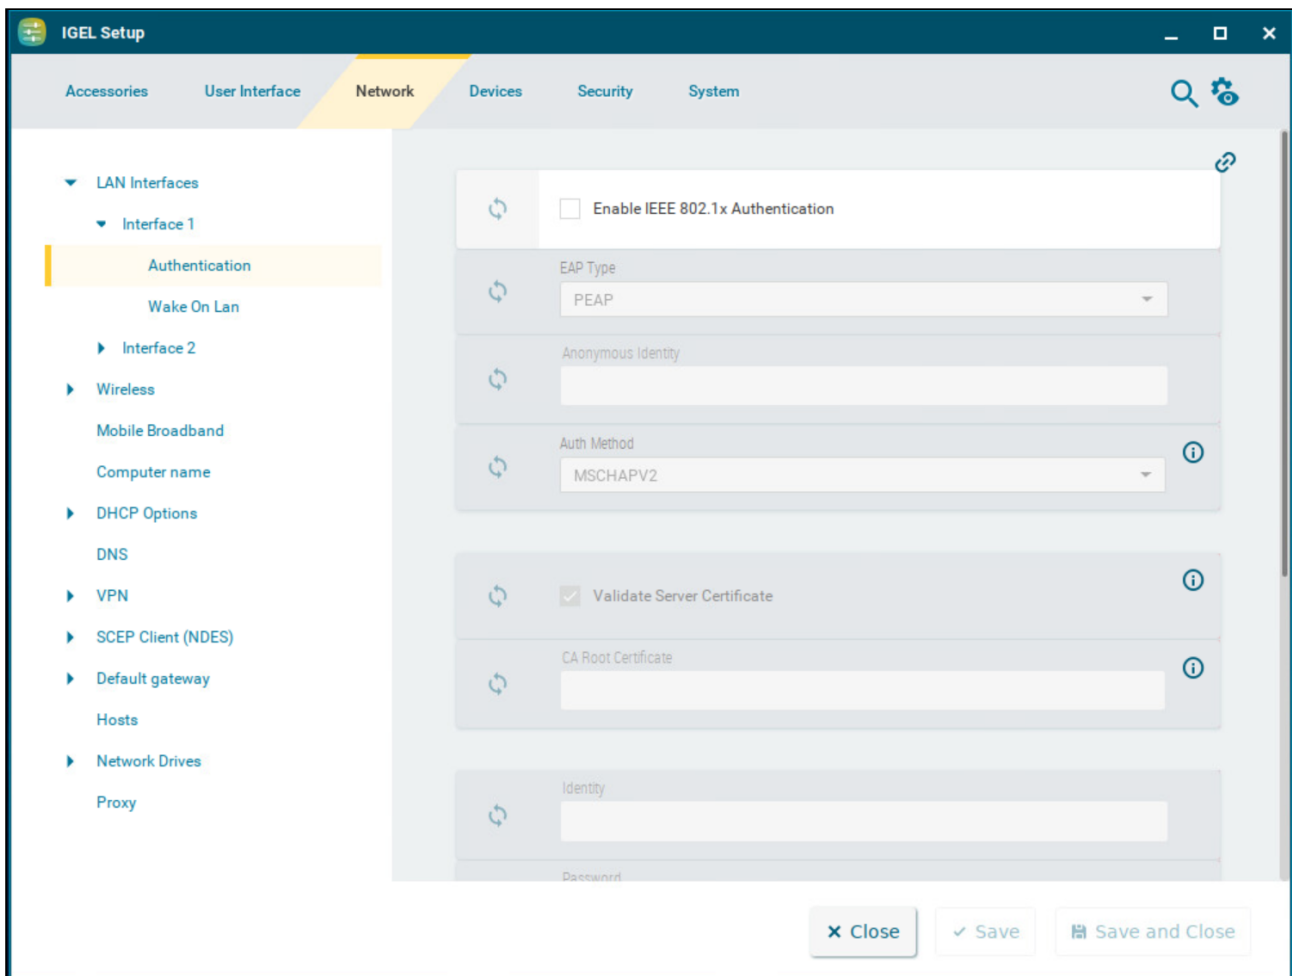 IGEL Setup
Accessories User Interface Network Devices Security System
LAN Interfaces
Interface 1
Authentication
Wake On Lan
Interface 2
Wireless
Mobile Broadband
Computer name
DHCP Options
DNS
VPN
SCEP Client (NDES)
Default gateway
Hosts
Network Drives
Proxy
Enable IEEE 802.1x Authentication
EAP Type
PEAP
Anonymous Identity
Auth Method
MSCHAPV2
Validate Server Certificate
CA Root Certificate
Identity
Password
Close Save Save and Close